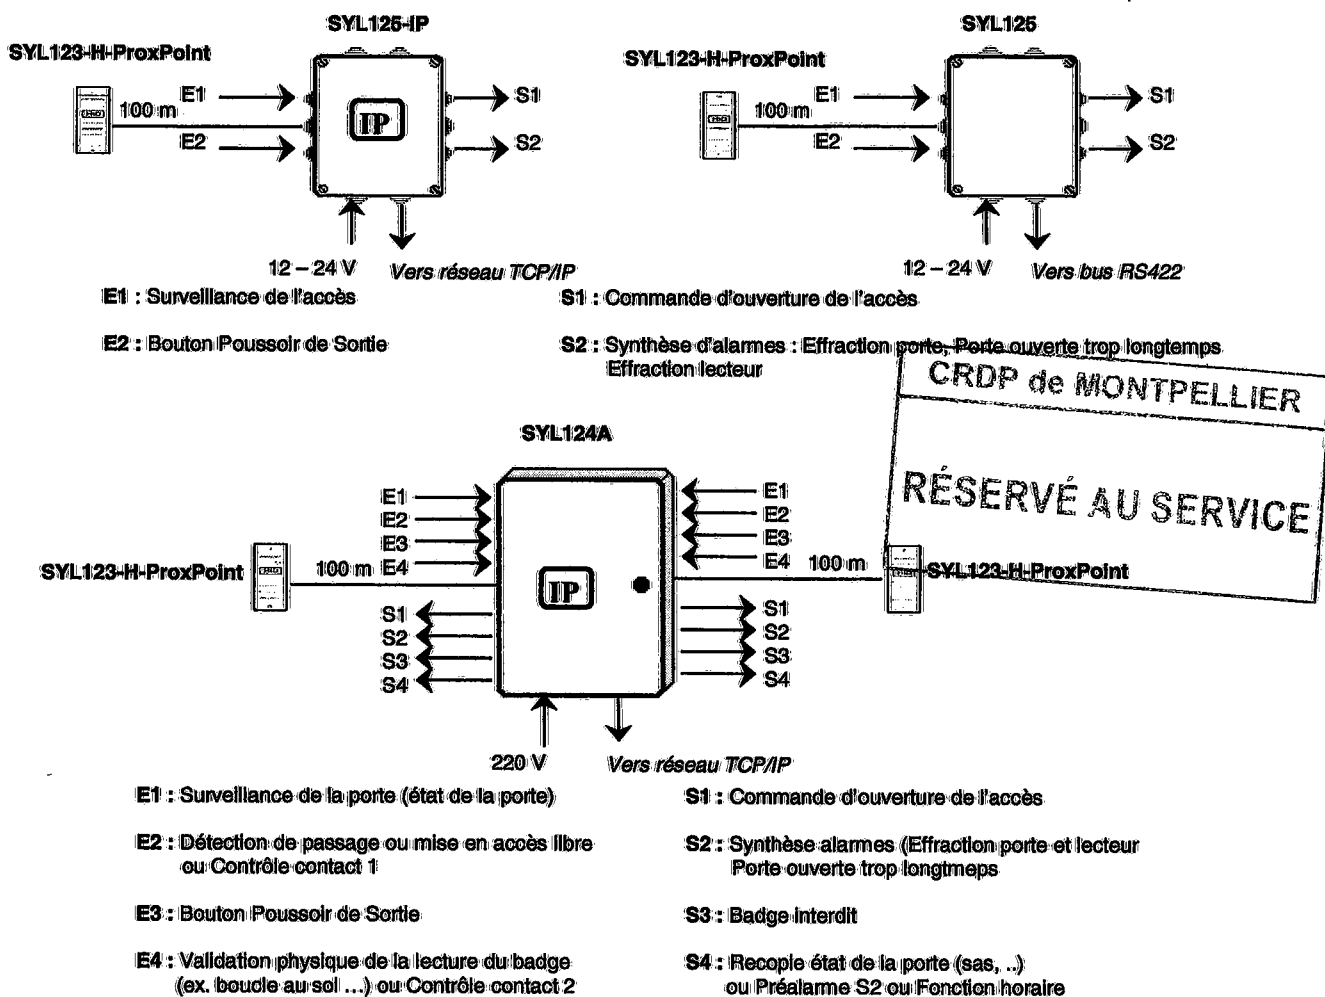 SYL125-IP
SYL125
SYL123-H-ProxPoint
SYL123-H-ProxPoint
E1
S1
E1
S1
100 m
100 m
IP
E2
S2
E2
S2
12 – 24 V
Vers réseau TCP/IP
12 – 24 V
Vers bus RS422
E1 : Surveillance de l'accès
S1 : Commande d'ouverture de l'accès
E2 : Bouton Poussoir de Sortie
S2 : Synthèse d'alarmes : Effraction porte, Porte ouverte trop longtemps
Effraction lecteur
CRDP de MONTPELLIER
RÉSERVÉ AU SERVICE
SYL124A
E1
E1
E2
E2
E3
E3
E4
E4
SYL123-H-ProxPoint
100 m
IP
100 m
SYL123-H-ProxPoint
S1
S1
S2
S2
S3
S3
S4
S4
220 V
Vers réseau TCP/IP
E1 : Surveillance de la porte (état de la porte)
S1 : Commande d'ouverture de l'accès
E2 : Détection de passage ou mise en accès libre
ou Contrôle contact 1
S2 : Synthèse alarmes (Effraction porte et lecteur
Porte ouverte trop longtmeps
E3 : Bouton Poussoir de Sortie
S3 : Badge interdit
E4 : Validation physique de la lecture du badge
(ex. boucle au sol ...) ou Contrôle contact 2
S4 : Recopie état de la porte (sas, ..)
ou Préalarme S2 ou Fonction horaire